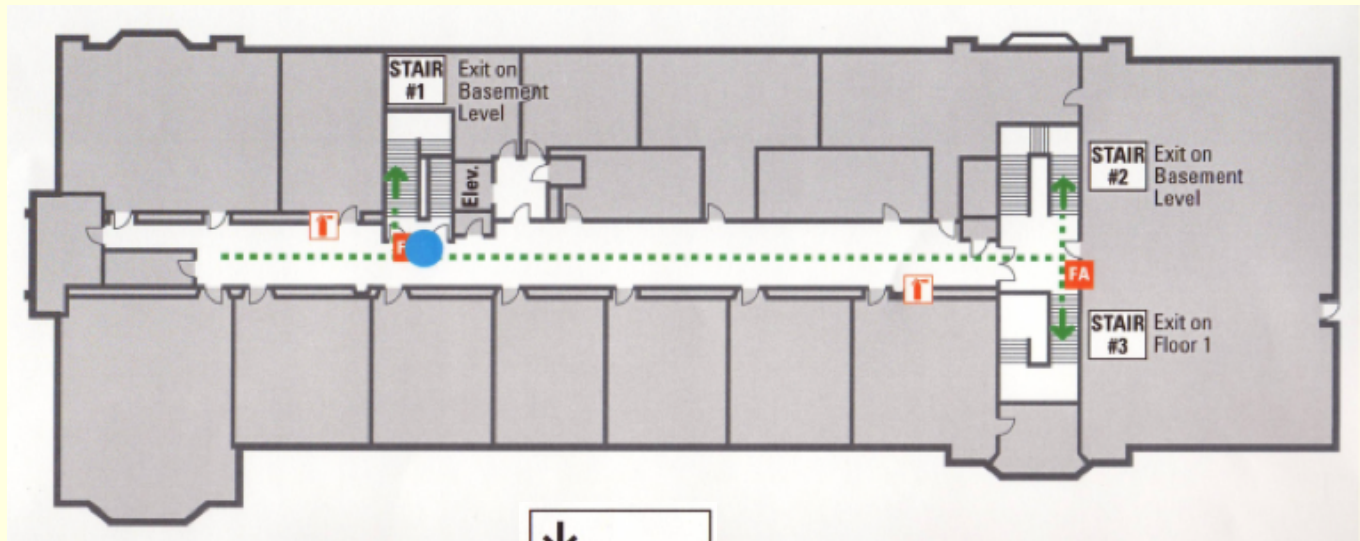 STAIR
#1
Exit on
Basement
Level
Elev.
STAIR
#2
Exit on
Basement
Level
FA
STAIR
#3
Exit on
Floor 1